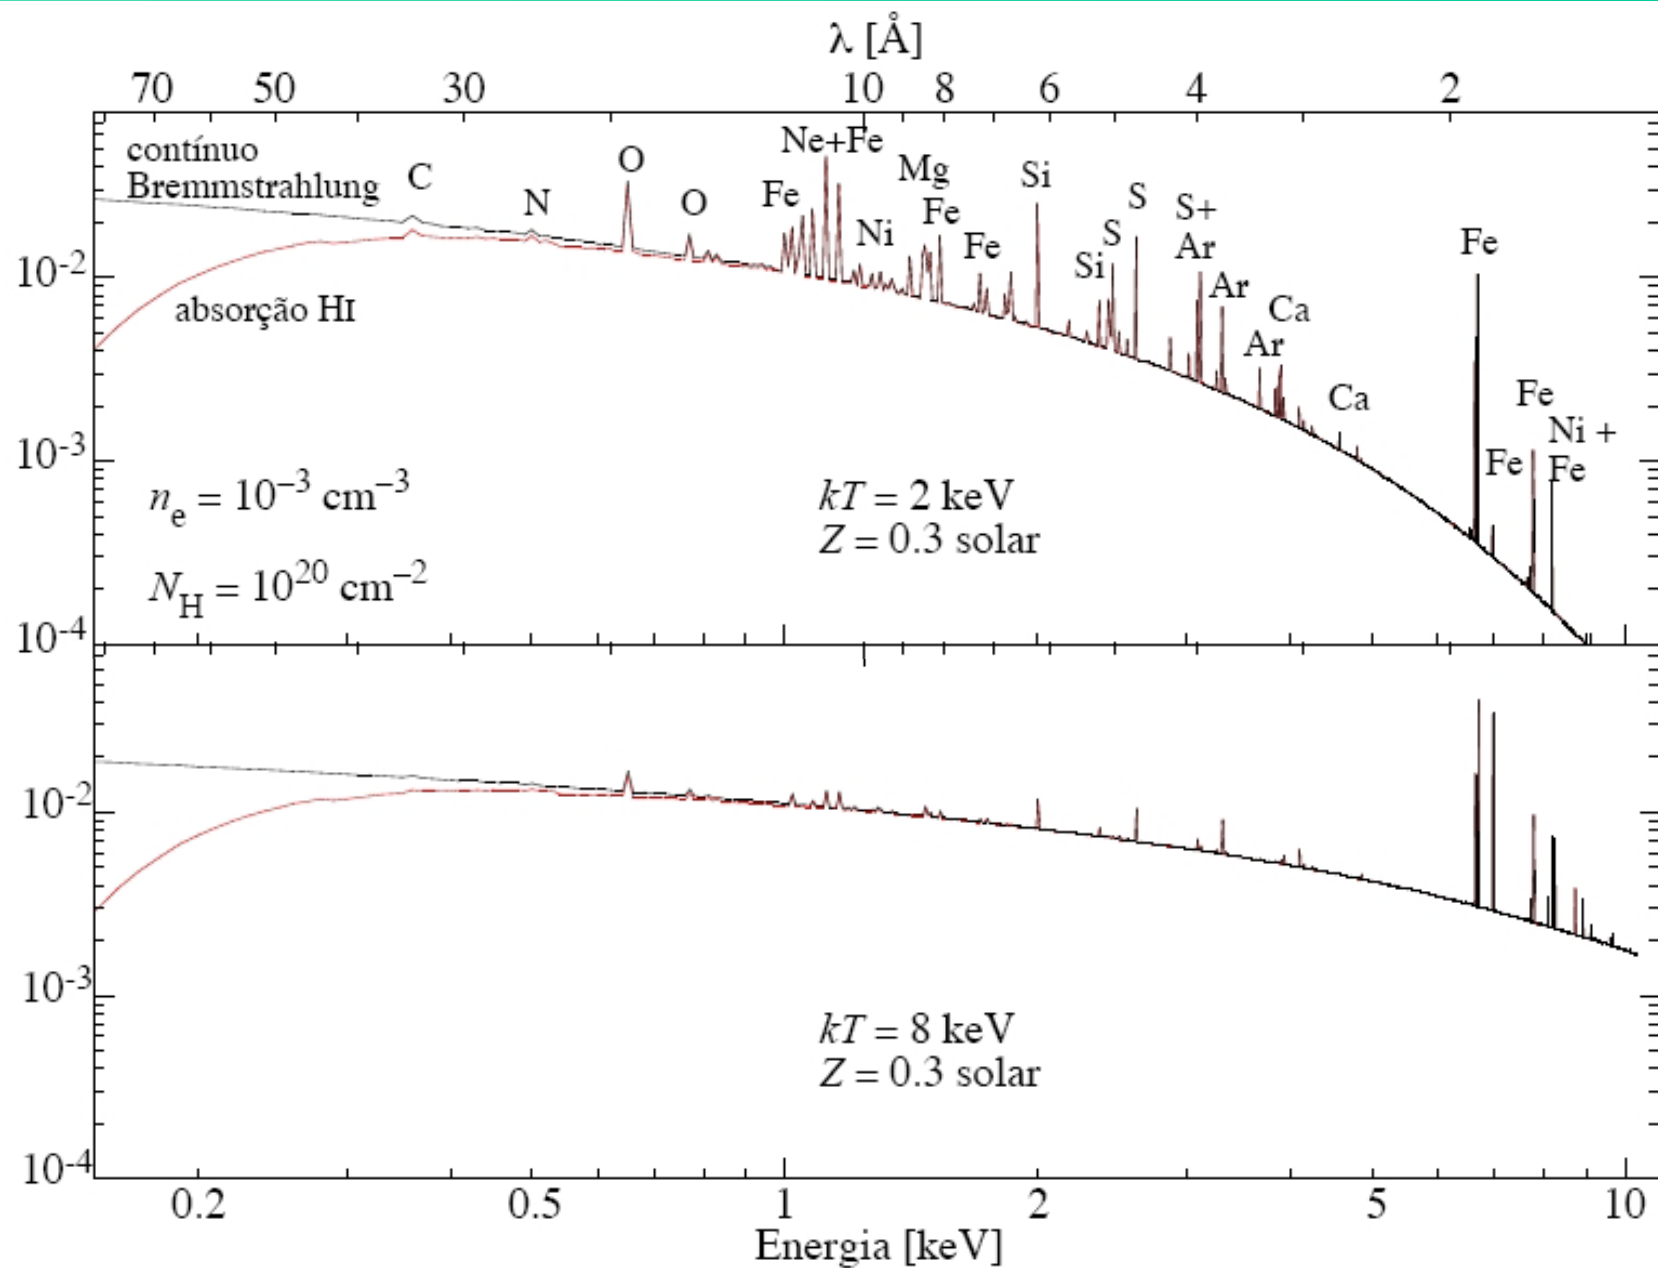 λ [Å]
70 50 30 10 8 6 4 2
contínuo
Bremmstrahlung
C
N
O
O
Fe
Ne+Fe
Ni
Mg
Fe
Fe
Si
Si
S
S
S+
Ar
Ar
Ar
Ca
Ca
Fe
Fe
Fe
Ni +
Fe
absorção HI
10⁻²
10⁻³
10⁻⁴
nₑ = 10⁻³ cm⁻³
N_H = 10²⁰ cm⁻²
kT = 2 keV
Z = 0.3 solar
10⁻²
10⁻³
10⁻⁴
kT = 8 keV
Z = 0.3 solar
0.2 0.5 1 2 5 10
Energia [keV]